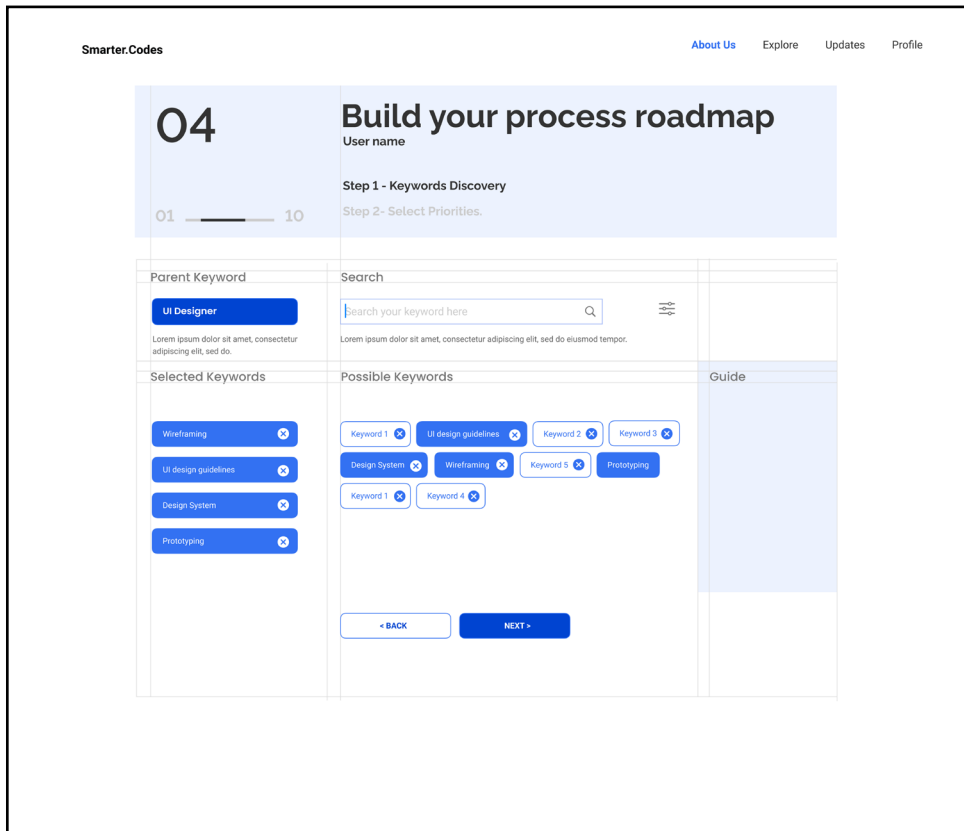 Smarter.Codes
About Us Explore Updates Profile
04
Build your process roadmap
User name
Step 1 - Keywords Discovery
01 10
Step 2- Select Priorities.
Parent Keyword
UI Designer
Lorem ipsum dolor sit amet, consectetur
adipiscing elit, sed do.
Search
Search your keyword here
Lorem ipsum dolor sit amet, consectetur adipiscing elit, sed do eiusmod tempor.
Selected Keywords
Wireframing
UI design guidelines
Design System
Prototyping
Possible Keywords
Keyword 1 UI design guidelines Keyword 2 Keyword 3
Design System Wireframing Keyword 5 Prototyping
Keyword 1 Keyword 4
Guide
< BACK NEXT >